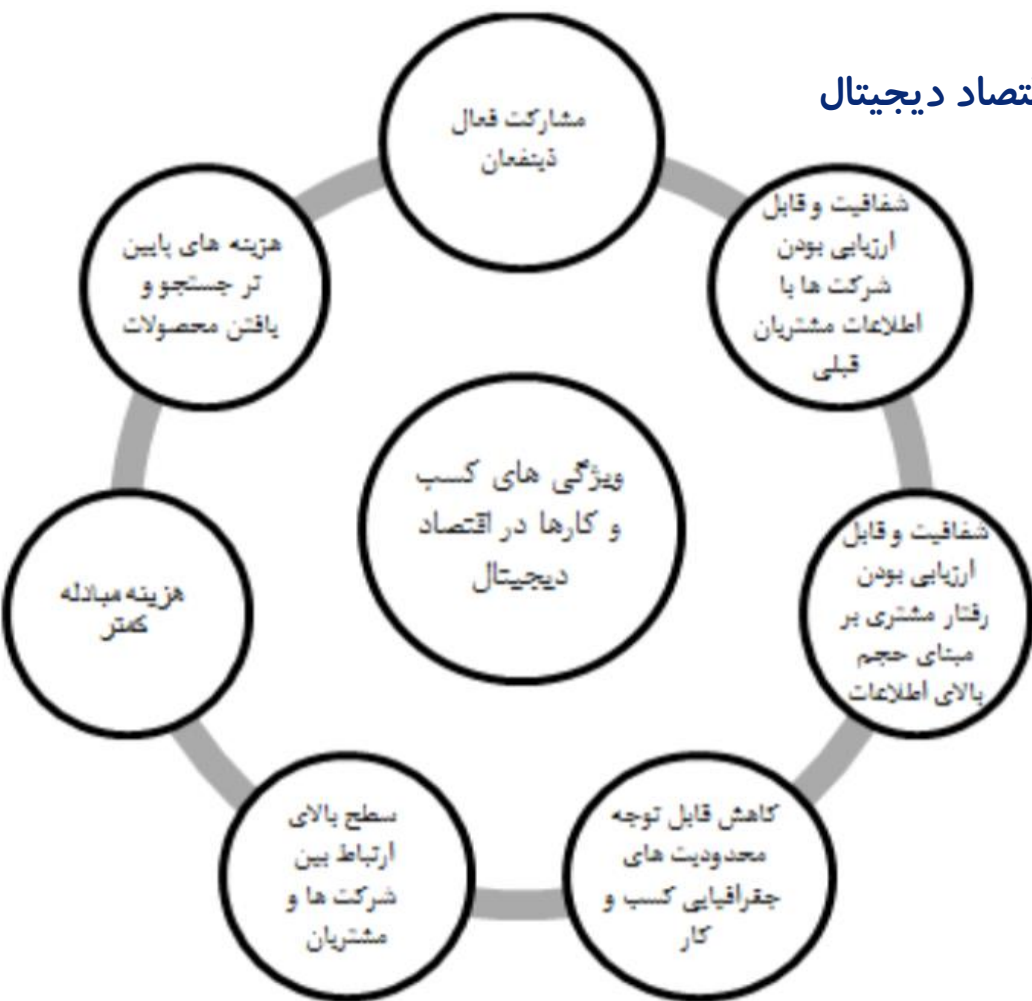 تصاد دیجیتال
مشارکت فعال
ذینفعان
شفافیت و قابل
ارزیابی بودن
شرکت ها با
اطلاعات مشتریان
قبلی
شفافیت و قابل
ارزیابی بودن
رفتار مشتری بر
مبنای حجم
بالای اطلاعات
کاهش قابل توجه
محدودیت های
جغرافیایی کسب و
کار
سطح بالای
ارتباط بین
شرکت ها و
مشتریان
هزینه مبادله
کمتر
هزینه های پایین
تر جستجو و
یافتن محصولات
ویژگی های کسب
و کارها در اقتصاد
دیجیتال